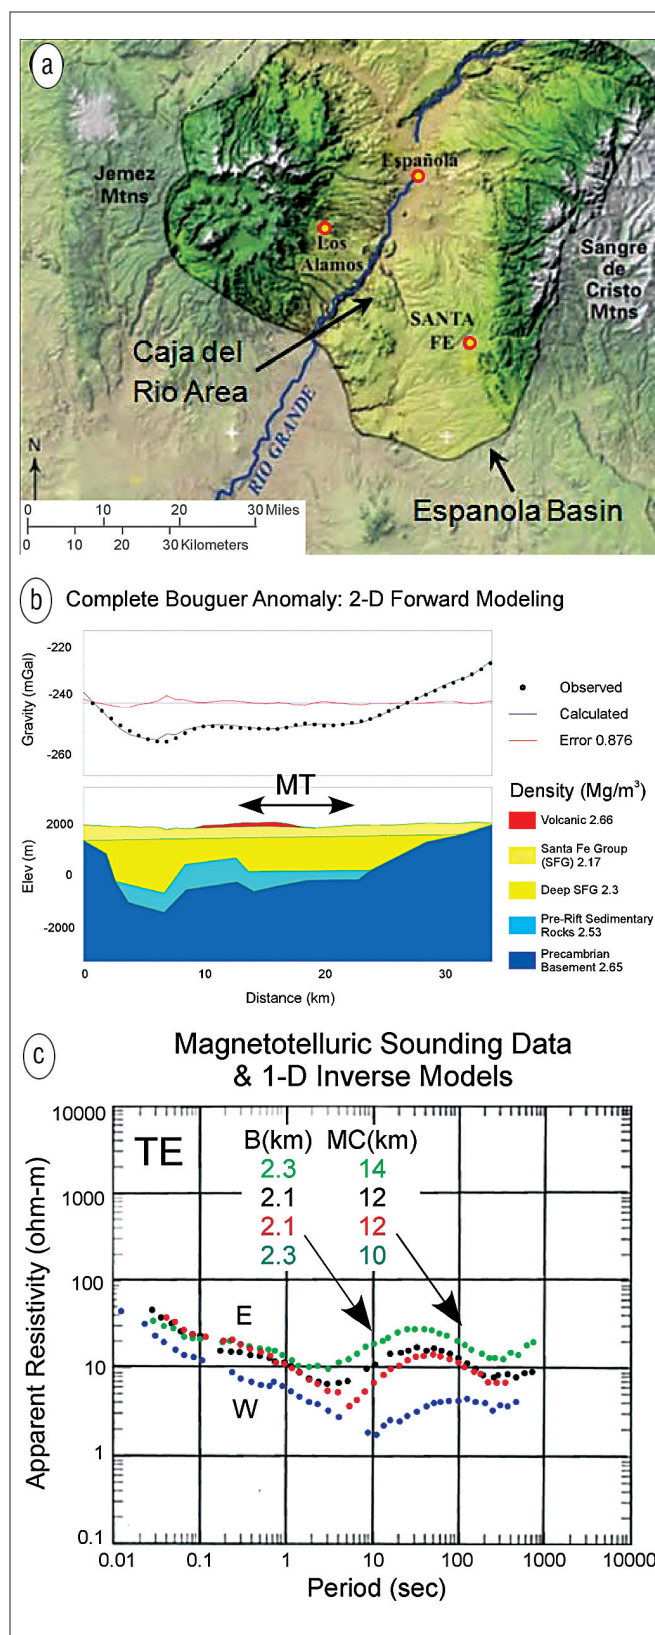 a
Jemez
Mtns
Española
Los
Alamos
Sangre
de
Cristo
Mtns
SANTA
FE
Caja del
Rio Area
RIO GRANDE
N
Espanola Basin
0 10 20 30 Miles
0 10 20 30 Kilometers
b Complete Bouguer Anomaly: 2-D Forward Modeling
Gravity (mGal)
-220
-240
-260
Observed
Calculated
Error 0.876
MT
Elev (m)
2000
0
-2000
0 10 20 30
Distance (km)
Density (Mg/m³)
Volcanic 2.66
Santa Fe Group
(SFG) 2.17
Deep SFG 2.3
Pre-Rift Sedimentary
Rocks 2.53
Precambrian
Basement 2.65
c
Magnetotelluric Sounding Data
& 1-D Inverse Models
Apparent Resistivity (ohm-m)
10000
1000
100
10
1
0.1
TE
B(km) MC(km)
2.3 14
2.1 12
2.1 12
2.3 10
E
W
0.01 0.1 1 10 100 1000 10000
Period (sec)